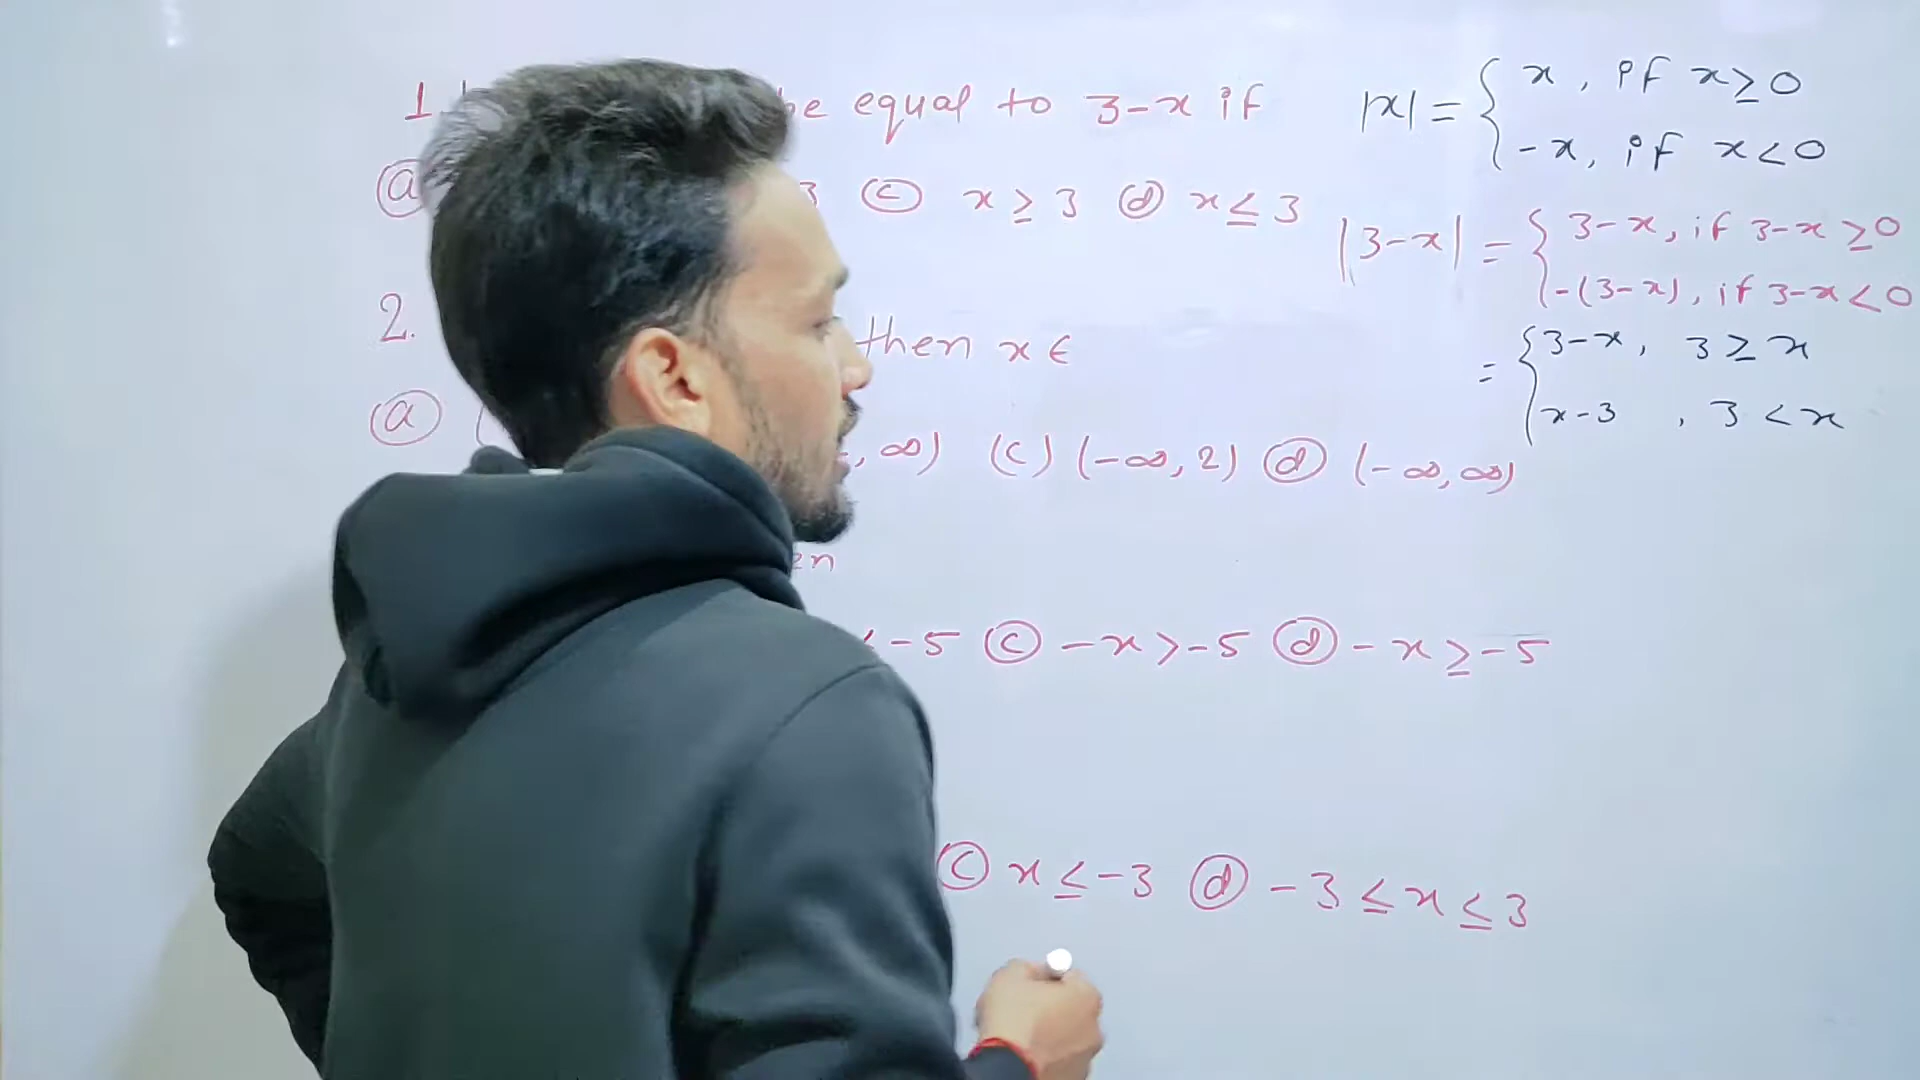 1. be equal to 3-x if
ⓐ 3 ⓒ x ≥ 3 ⓓ x ≤ 3
2. then x ∈
ⓐ ( , ∞) (c) (-∞, 2) ⓓ (-∞, ∞)
-5 ⓒ -x > -5 ⓓ -x ≥ -5
ⓒ x ≤ -3 ⓓ -3 ≤ x ≤ 3
|x| = { x, if x ≥ 0
-x, if x < 0
|3-x| = { 3-x, if 3-x ≥ 0
-(3-x), if 3-x < 0
= { 3-x, 3 ≥ x
x-3 , 3 < x